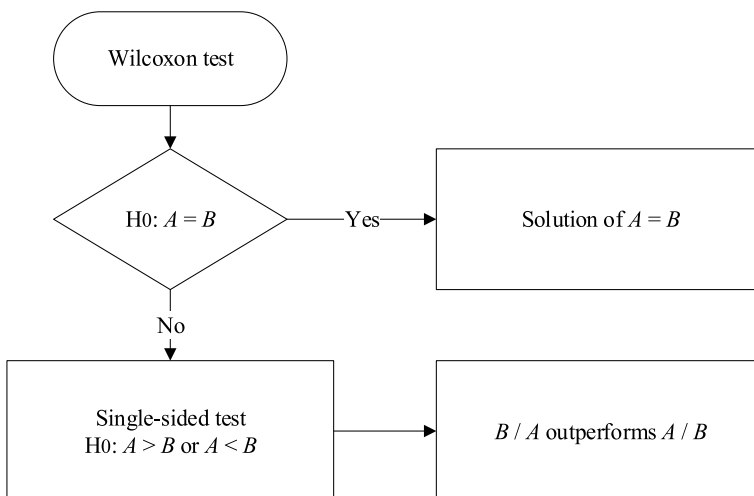 Wilcoxon test
H0: A = B
Yes
Solution of A = B
No
Single-sided test
H0: A > B or A < B
B / A outperforms A / B